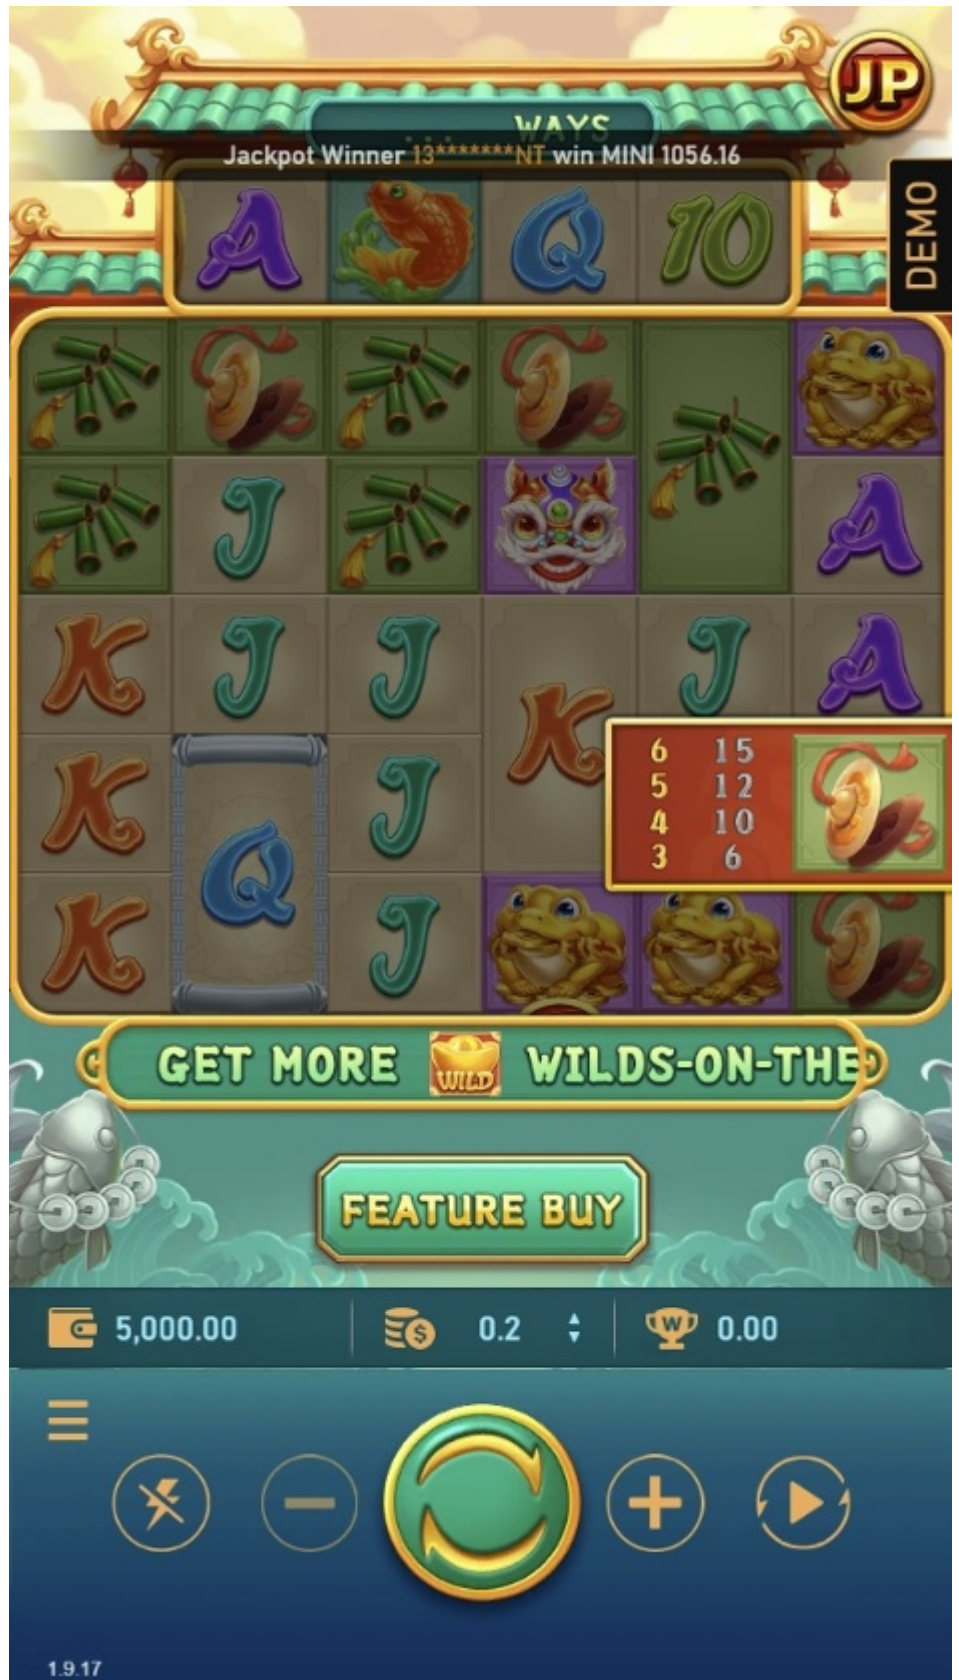 JP
WAYS
Jackpot Winner 13*******NT win MINI 1056.16
DEMO
A Q 10
J A
K J J J A
K K J
Q
K J
6 15
5 12
4 10
3 6
GET MORE WILD WILDS-ON-THE
FEATURE BUY
5,000.00 0.2 W 0.00
1.9.17